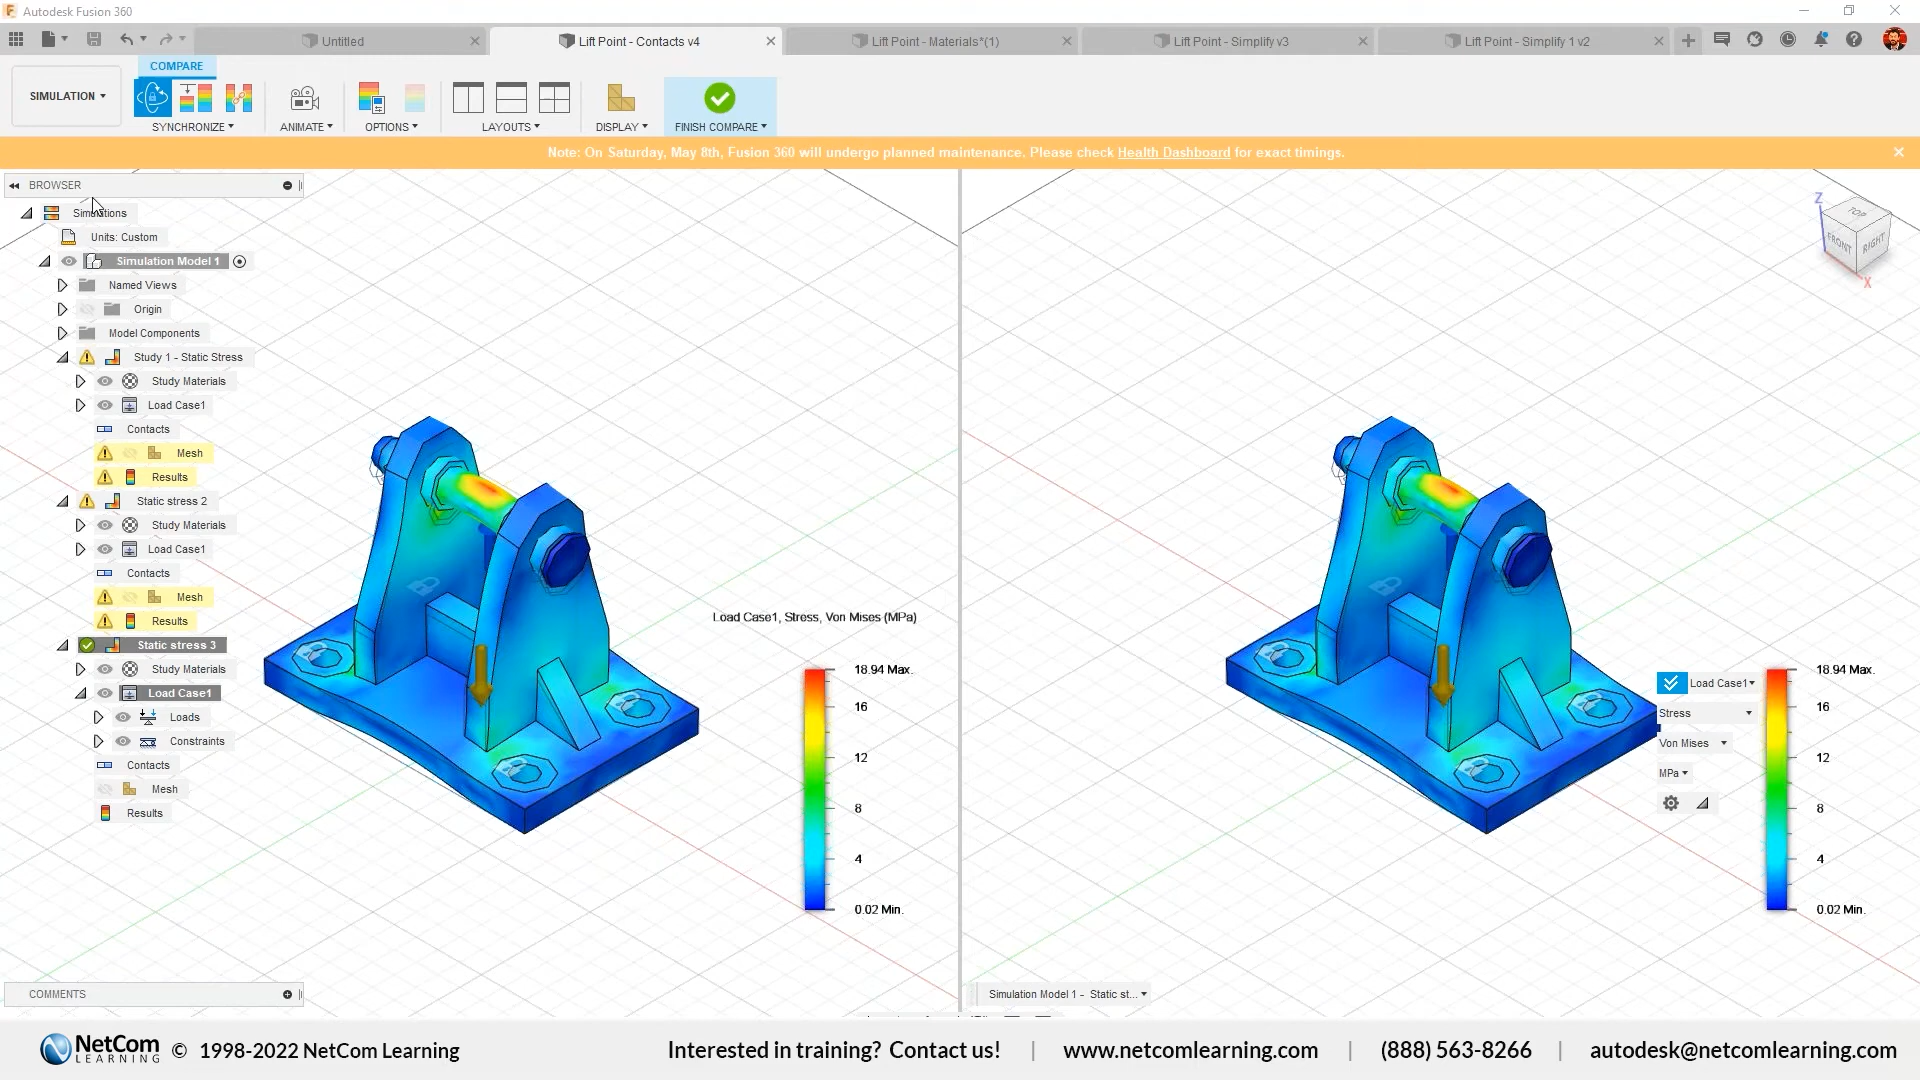 Autodesk Fusion 360
Untitled
Lift Point - Contacts v4
Lift Point - Materials*(1)
Lift Point - Simplify v3
Lift Point - Simplify 1 v2
SIMULATION
COMPARE
SYNCHRONIZE
ANIMATE
OPTIONS
LAYOUTS
DISPLAY
FINISH COMPARE
Note: On Saturday, May 8th, Fusion 360 will undergo planned maintenance. Please check Health Dashboard for exact timings.
BROWSER
Simulations
Units: Custom
Simulation Model 1
Named Views
Origin
Model Components
Study 1 - Static Stress
Study Materials
Load Case1
Contacts
Mesh
Results
Static stress 2
Study Materials
Load Case1
Contacts
Mesh
Results
Static stress 3
Study Materials
Load Case1
Loads
Constraints
Contacts
Mesh
Results
COMMENTS
Load Case1, Stress, Von Mises (MPa)
18.94 Max.
16
12
8
4
0.02 Min.
Z
TOP
FRONT
RIGHT
X
Load Case1
Stress
Von Mises
MPa
18.94 Max.
16
12
8
4
0.02 Min.
Simulation Model 1 - Static st...
NetCom
LEARNING
© 1998-2022 NetCom Learning
Interested in training? Contact us! | www.netcomlearning.com | (888) 563-8266 | autodesk@netcomlearning.com